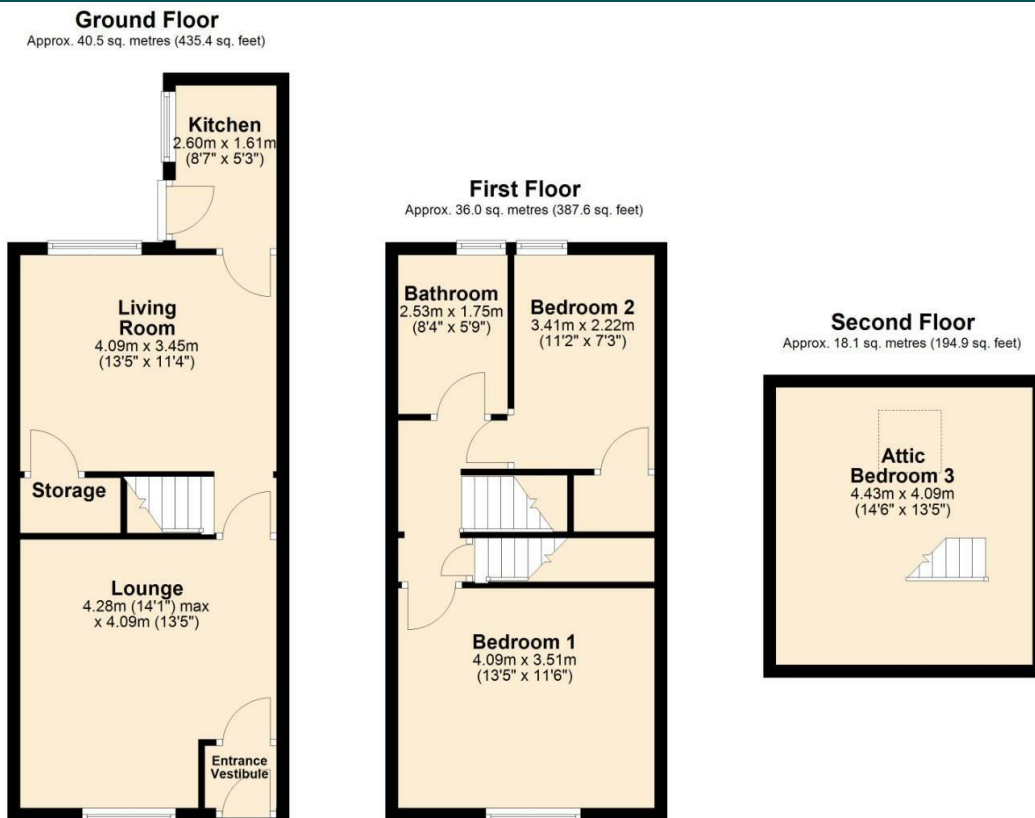 Ground Floor
Approx. 40.5 sq. metres (435.4 sq. feet)
Kitchen
2.60m x 1.61m
(8'7" x 5'3")
Living
Room
4.09m x 3.45m
(13'5" x 11'4")
Storage
Lounge
4.28m (14'1") max
x 4.09m (13'5")
Entrance
Vestibule
First Floor
Approx. 36.0 sq. metres (387.6 sq. feet)
Bathroom
2.53m x 1.75m
(8'4" x 5'9")
Bedroom 2
3.41m x 2.22m
(11'2" x 7'3")
Bedroom 1
4.09m x 3.51m
(13'5" x 11'6")
Second Floor
Approx. 18.1 sq. metres (194.9 sq. feet)
Attic
Bedroom 3
4.43m x 4.09m
(14'6" x 13'5")